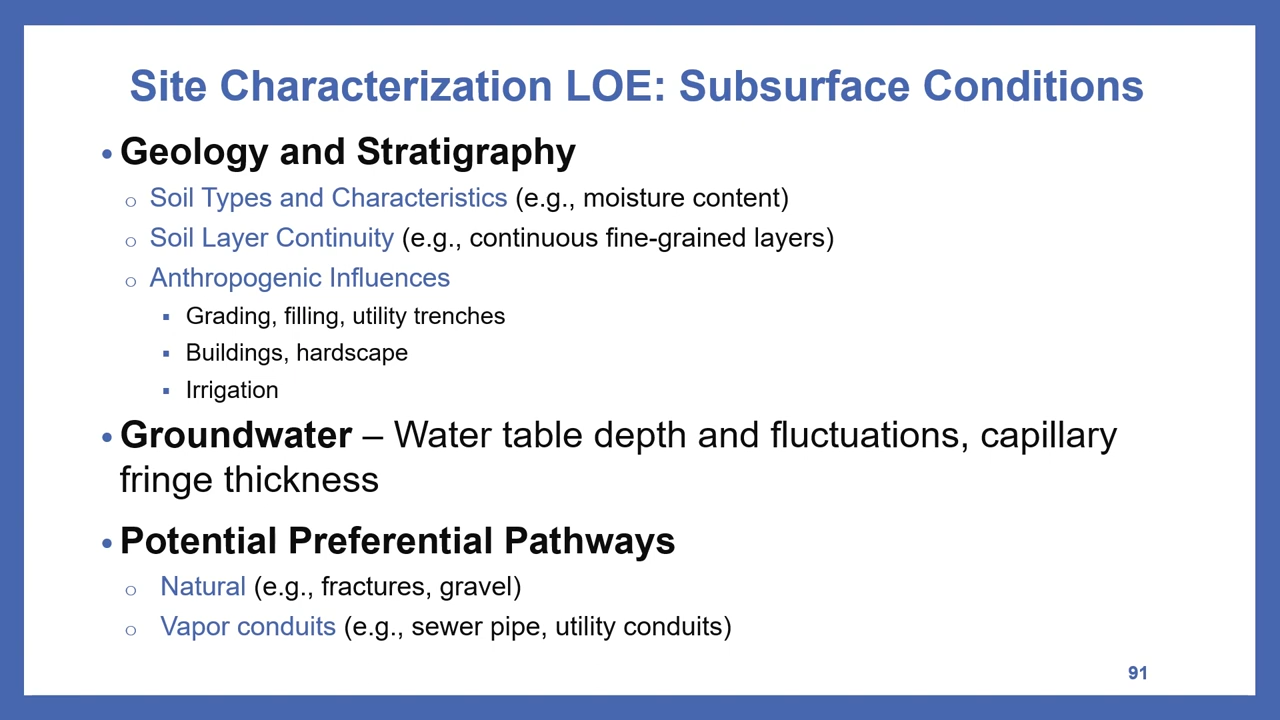 Site Characterization LOE: Subsurface Conditions
• Geology and Stratigraphy
○ Soil Types and Characteristics (e.g., moisture content)
○ Soil Layer Continuity (e.g., continuous fine-grained layers)
○ Anthropogenic Influences
▪ Grading, filling, utility trenches
▪ Buildings, hardscape
▪ Irrigation
• Groundwater – Water table depth and fluctuations, capillary
fringe thickness
• Potential Preferential Pathways
○ Natural (e.g., fractures, gravel)
○ Vapor conduits (e.g., sewer pipe, utility conduits)
91